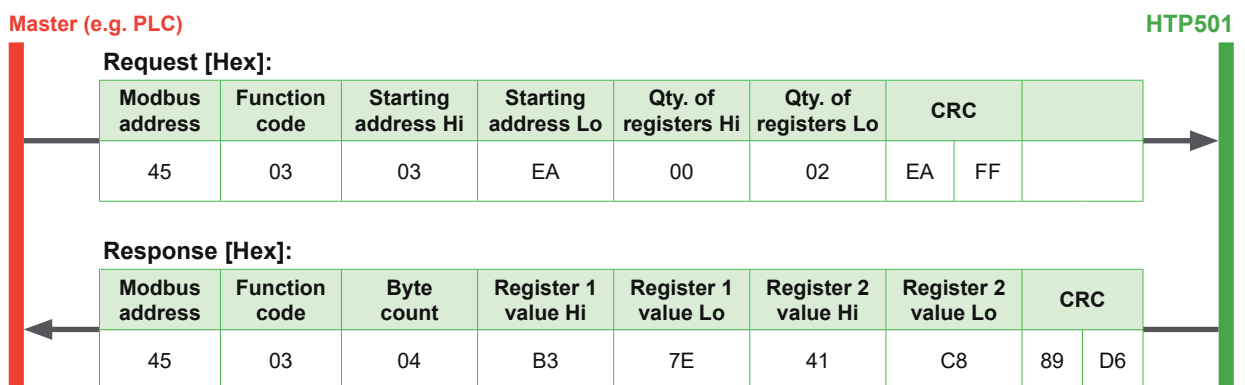 Master (e.g. PLC) HTP501
Request [Hex]:
Modbus address Function code Starting address Hi Starting address Lo Qty. of registers Hi Qty. of registers Lo CRC
45 03 03 EA 00 02 EA FF
Response [Hex]:
Modbus address Function code Byte count Register 1 value Hi Register 1 value Lo Register 2 value Hi Register 2 value Lo CRC
45 03 04 B3 7E 41 C8 89 D6